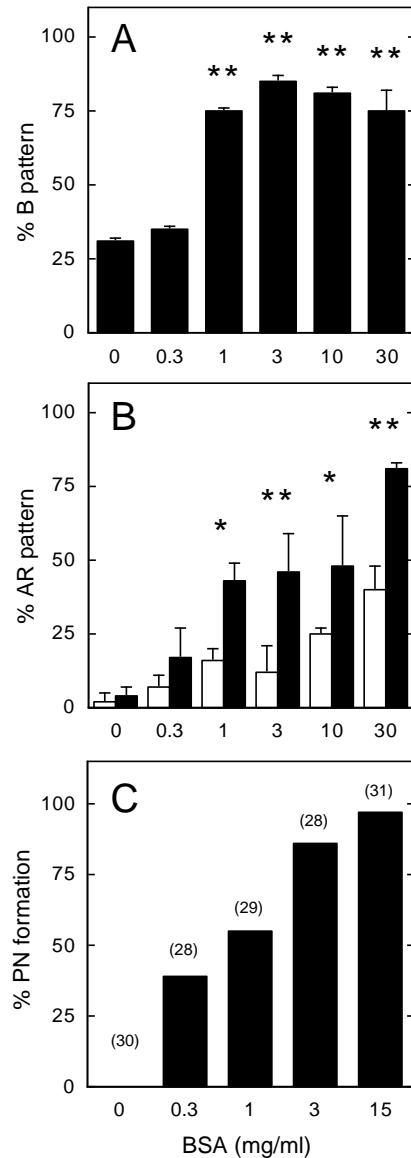 A
100
** ** ** **
75
% B pattern
50
25
0
0 0.3 1 3 10 30
B
100
* ** * **
75
% AR pattern
50
25
0
0 0.3 1 3 10 30
C
100
(31)
(28)
75
% PN formation
(29)
50
(28)
25
(30)
0
0 0.3 1 3 15
BSA (mg/ml)